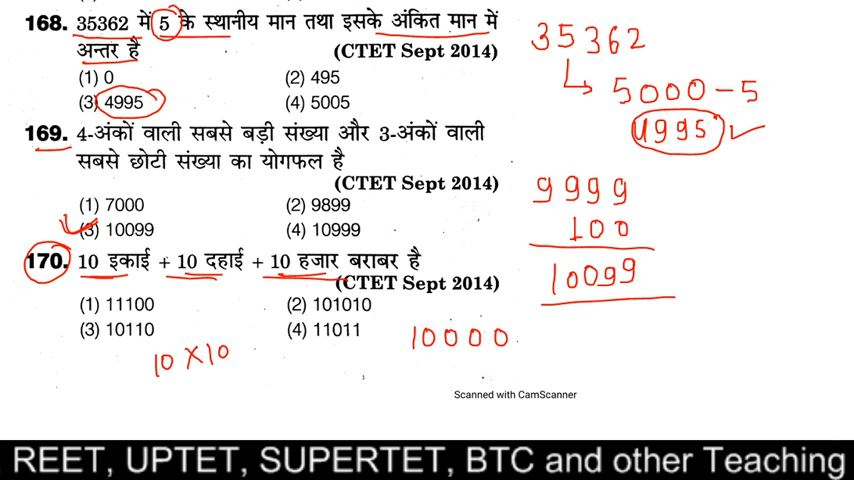 168. 35362 में 5 के स्थानीय मान तथा इसके अंकित मान में
अन्तर है (CTET Sept 2014)
(1) 0 (2) 495
(3) 4995 (4) 5005
169. 4-अंकों वाली सबसे बड़ी संख्या और 3-अंकों वाली
सबसे छोटी संख्या का योगफल है
(CTET Sept 2014)
(1) 7000 (2) 9899
(3) 10099 (4) 10999
170. 10 इकाई + 10 दहाई + 10 हजार बराबर है
(CTET Sept 2014)
(1) 11100 (2) 101010
(3) 10110 (4) 11011
10 × 10
10000
35362
5000 - 5
4995
9999
100
10099
Scanned with CamScanner
, REET, UPTET, SUPERTET, BTC and other Teaching